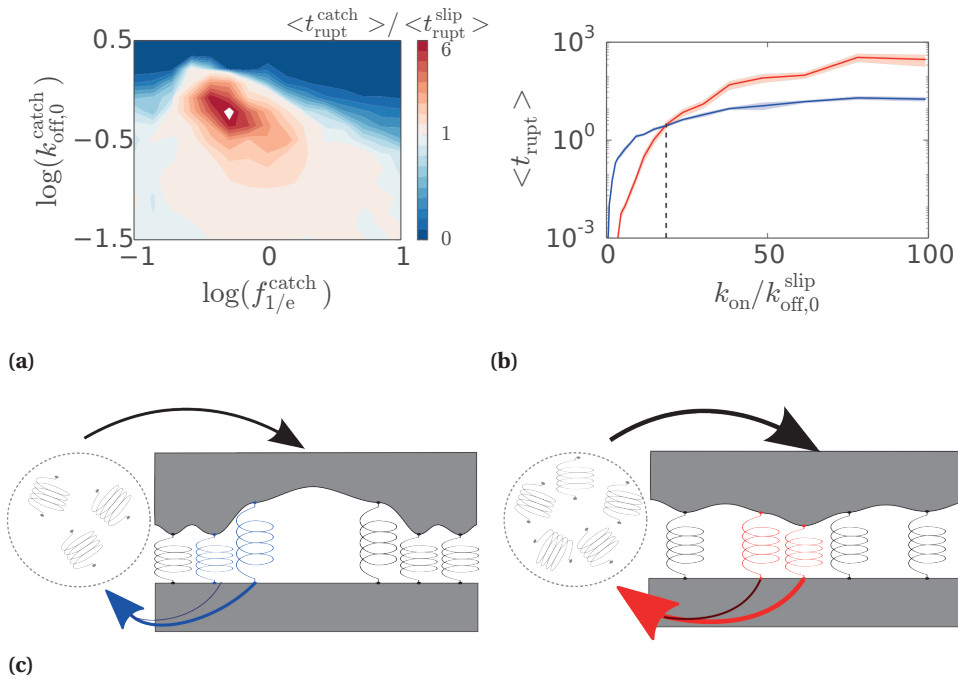 <t_rupt^catch>/<t_rupt^slip>
0.5
−0.5
−1.5
log(k_off,0^catch)
−1
0
1
log(f_1/e^catch)
6
1
0
10^3
10^0
10^-3
<t_rupt>
0
50
100
k_on/k_off,0^slip
(a)
(b)
(c)